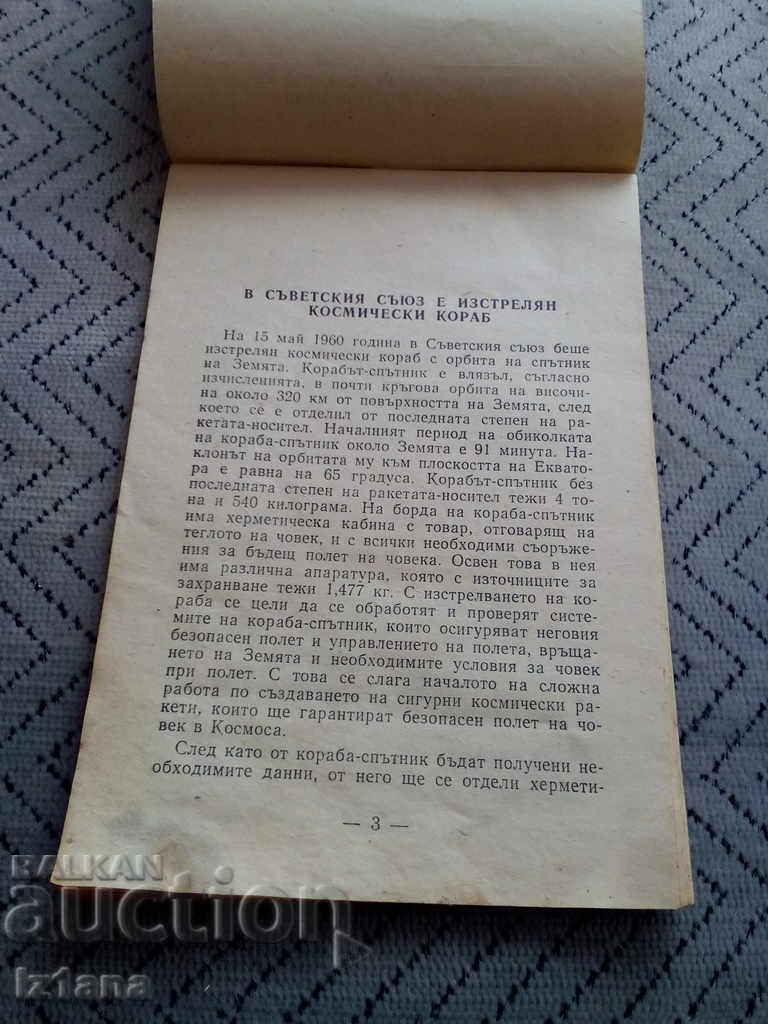 В СЪВЕТСКИЯ СЪЮЗ Е ИЗСТРЕЛЯН
КОСМИЧЕСКИ КОРАБ
На 15 май 1960 година в Съветския съюз беше
изстрелян космически кораб с орбита на спътник
на Земята. Корабът-спътник е влязъл, съгласно
изчисленията, в почти кръгова орбита на височи-
на около 320 км от повърхността на Земята, след
което се е отделил от последната степен на ра-
кетата-носител. Началният период на обиколката
на кораба-спътник около Земята е 91 минута. На-
клонът на орбитата му към плоскостта на Еквато-
ра е равна на 65 градуса. Корабът-спътник без
последната степен на ракетата-носител тежи 4 то-
на и 540 килограма. На борда на кораба-спътник
има херметическа кабина с товар, отговарящ на
теглото на човек, и с всички необходими съоръже-
ния за бъдещ полет на човека. Освен това в нея
има различна апаратура, която с източниците за
захранване тежи 1,477 кг. С изстрелването на ко-
раба се цели да се обработят и проверят систе-
мите на кораба-спътник, които осигуряват неговия
безопасен полет и управлението на полета, връща-
нето на Земята и необходимите условия за човек
при полет. С това се слага началото на сложна
работа по създаването на сигурни космически ра-
кети, които ще гарантират безопасен полет на чо-
век в Космоса.
След като от кораба-спътник бъдат получени не-
обходимите данни, от него ще се отдели хермети-
— 3 —
BALKAN
auction
Iz1ana